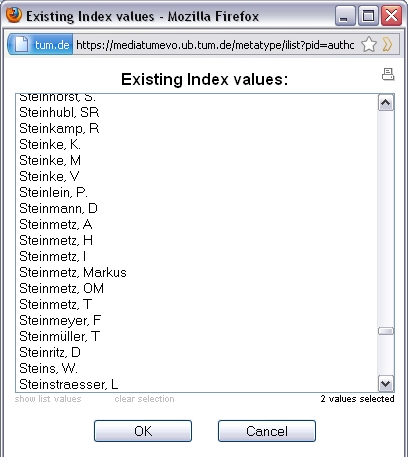 Existing Index values - Mozilla Firefox
tum.de https://mediatumevo.ub.tum.de/metatype/ilist?pid=autho
Existing Index values:
Steinhorst, S.
Steinhubl, SR
Steinkamp, R
Steinke, K.
Steinke, M
Steinke, V
Steinlein, P.
Steinmann, D
Steinmetz, A
Steinmetz, H
Steinmetz, I
Steinmetz, Markus
Steinmetz, OM
Steinmetz, T
Steinmeyer, F
Steinmüller, T
Steinritz, D
Steins, W.
Steinstraesser, L
show list values clear selection 2 values selected
OK Cancel